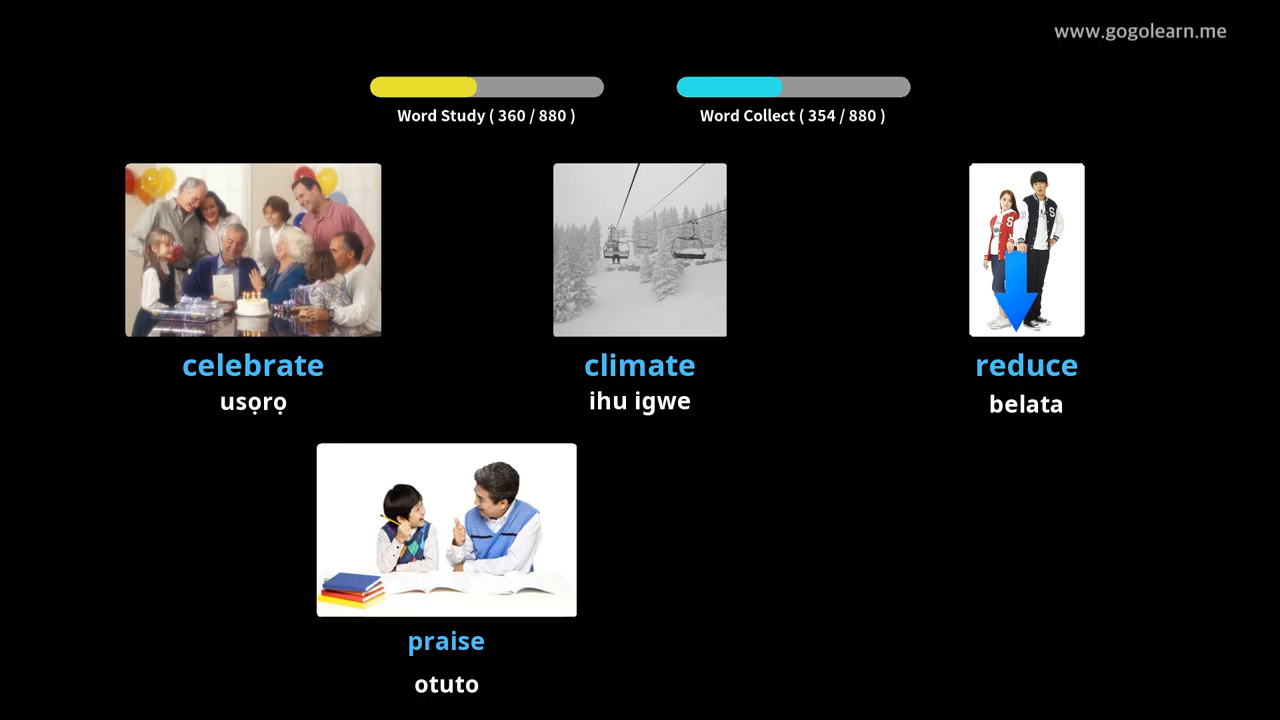 www.gogolearn.me
Word Study ( 360 / 880 )
Word Collect ( 354 / 880 )
S
S
celebrate
usọrọ
climate
ihu igwe
reduce
belata
praise
otuto